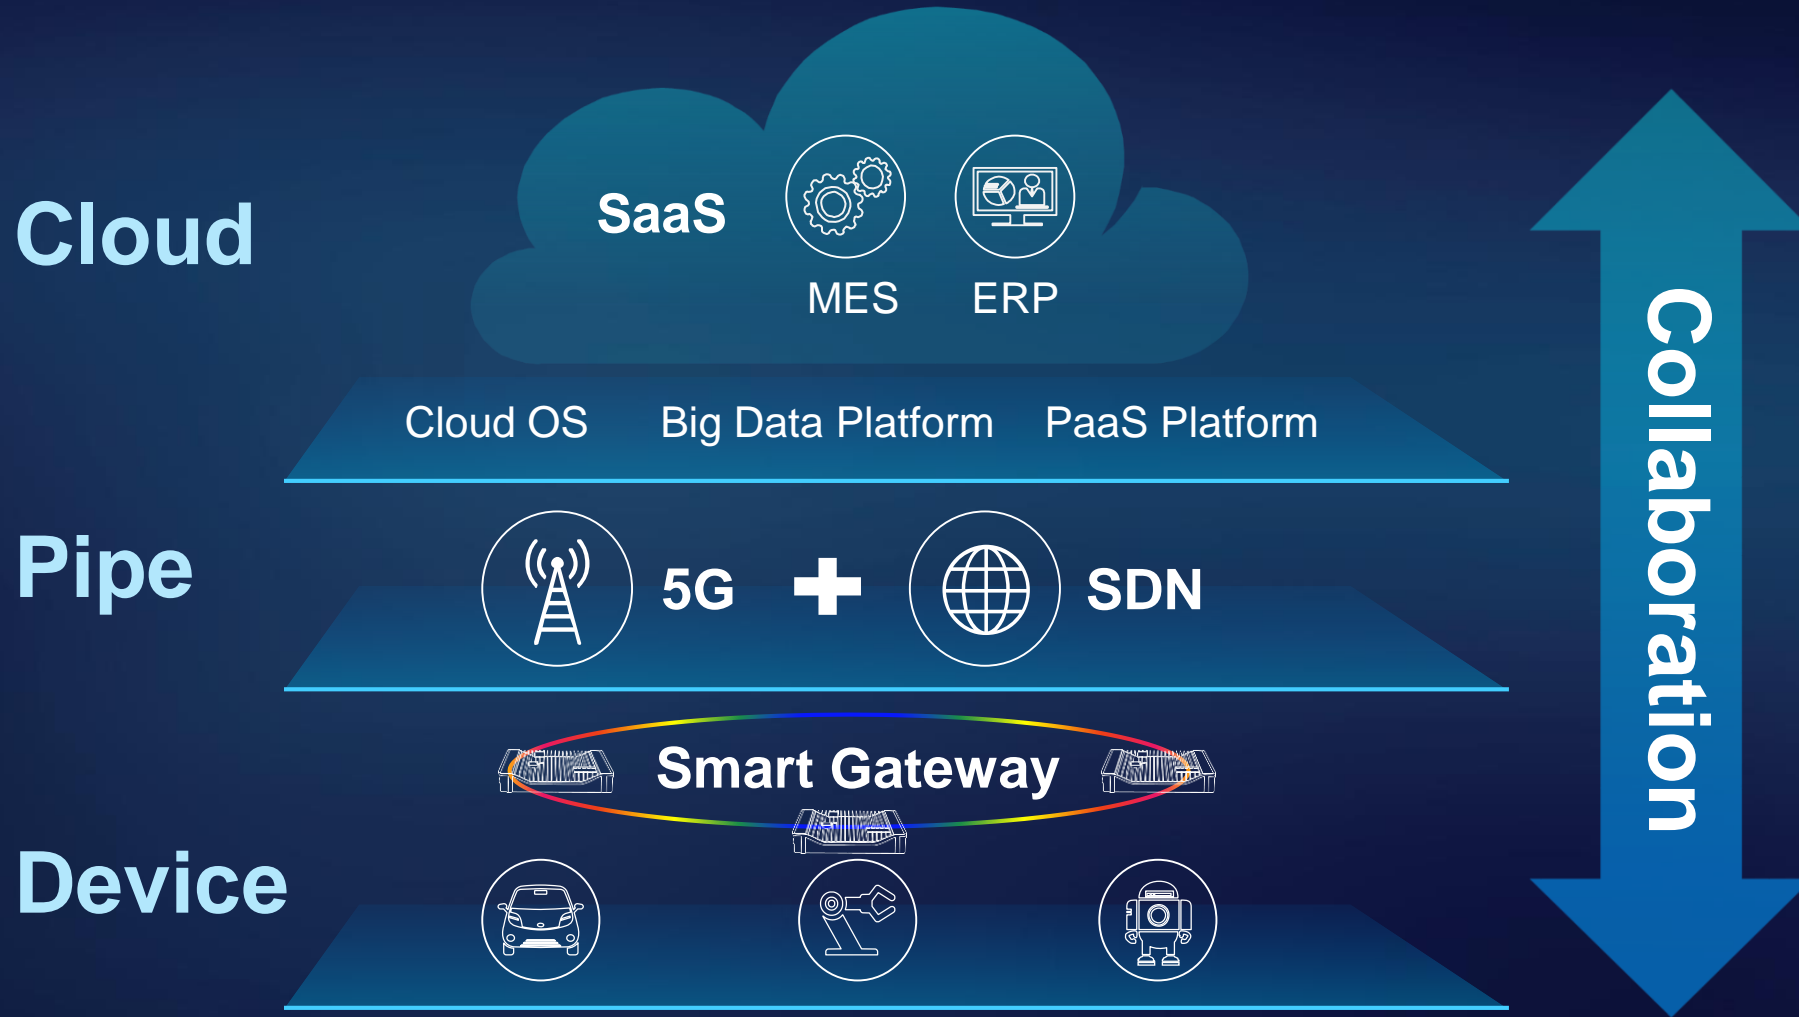 Cloud
SaaS
MES
ERP
Cloud OS
Big Data Platform
PaaS Platform
Pipe
5G
SDN
Smart Gateway
Device
Collaboration